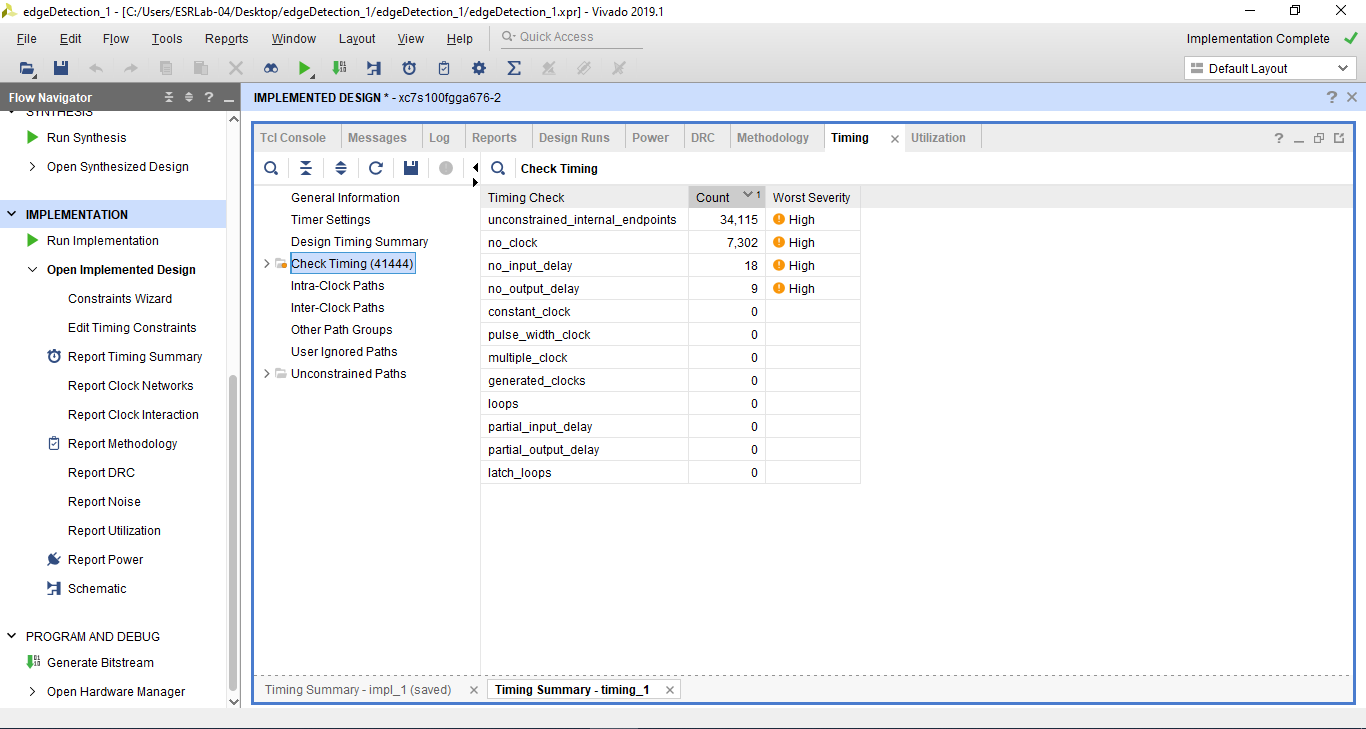 edgeDetection_1 - [C:/Users/ESRLab-04/Desktop/edgeDetection_1/edgeDetection_1/edgeDetection_1.xpr] - Vivado 2019.1
File Edit Flow Tools Reports Window Layout View Help Quick Access
Implementation Complete
Default Layout
Flow Navigator
SYNTHESIS
Run Synthesis
Open Synthesized Design
IMPLEMENTATION
Run Implementation
Open Implemented Design
Constraints Wizard
Edit Timing Constraints
Report Timing Summary
Report Clock Networks
Report Clock Interaction
Report Methodology
Report DRC
Report Noise
Report Utilization
Report Power
Schematic
PROGRAM AND DEBUG
Generate Bitstream
Open Hardware Manager
IMPLEMENTED DESIGN * - xc7s100fgga676-2
Tcl Console Messages Log Reports Design Runs Power DRC Methodology Timing Utilization
General Information
Timer Settings
Design Timing Summary
Check Timing (41444)
Intra-Clock Paths
Inter-Clock Paths
Other Path Groups
User Ignored Paths
Unconstrained Paths
Check Timing
Timing Check Count 1 Worst Severity
unconstrained_internal_endpoints 34,115 High
no_clock 7,302 High
no_input_delay 18 High
no_output_delay 9 High
constant_clock 0
pulse_width_clock 0
multiple_clock 0
generated_clocks 0
loops 0
partial_input_delay 0
partial_output_delay 0
latch_loops 0
Timing Summary - impl_1 (saved) Timing Summary - timing_1